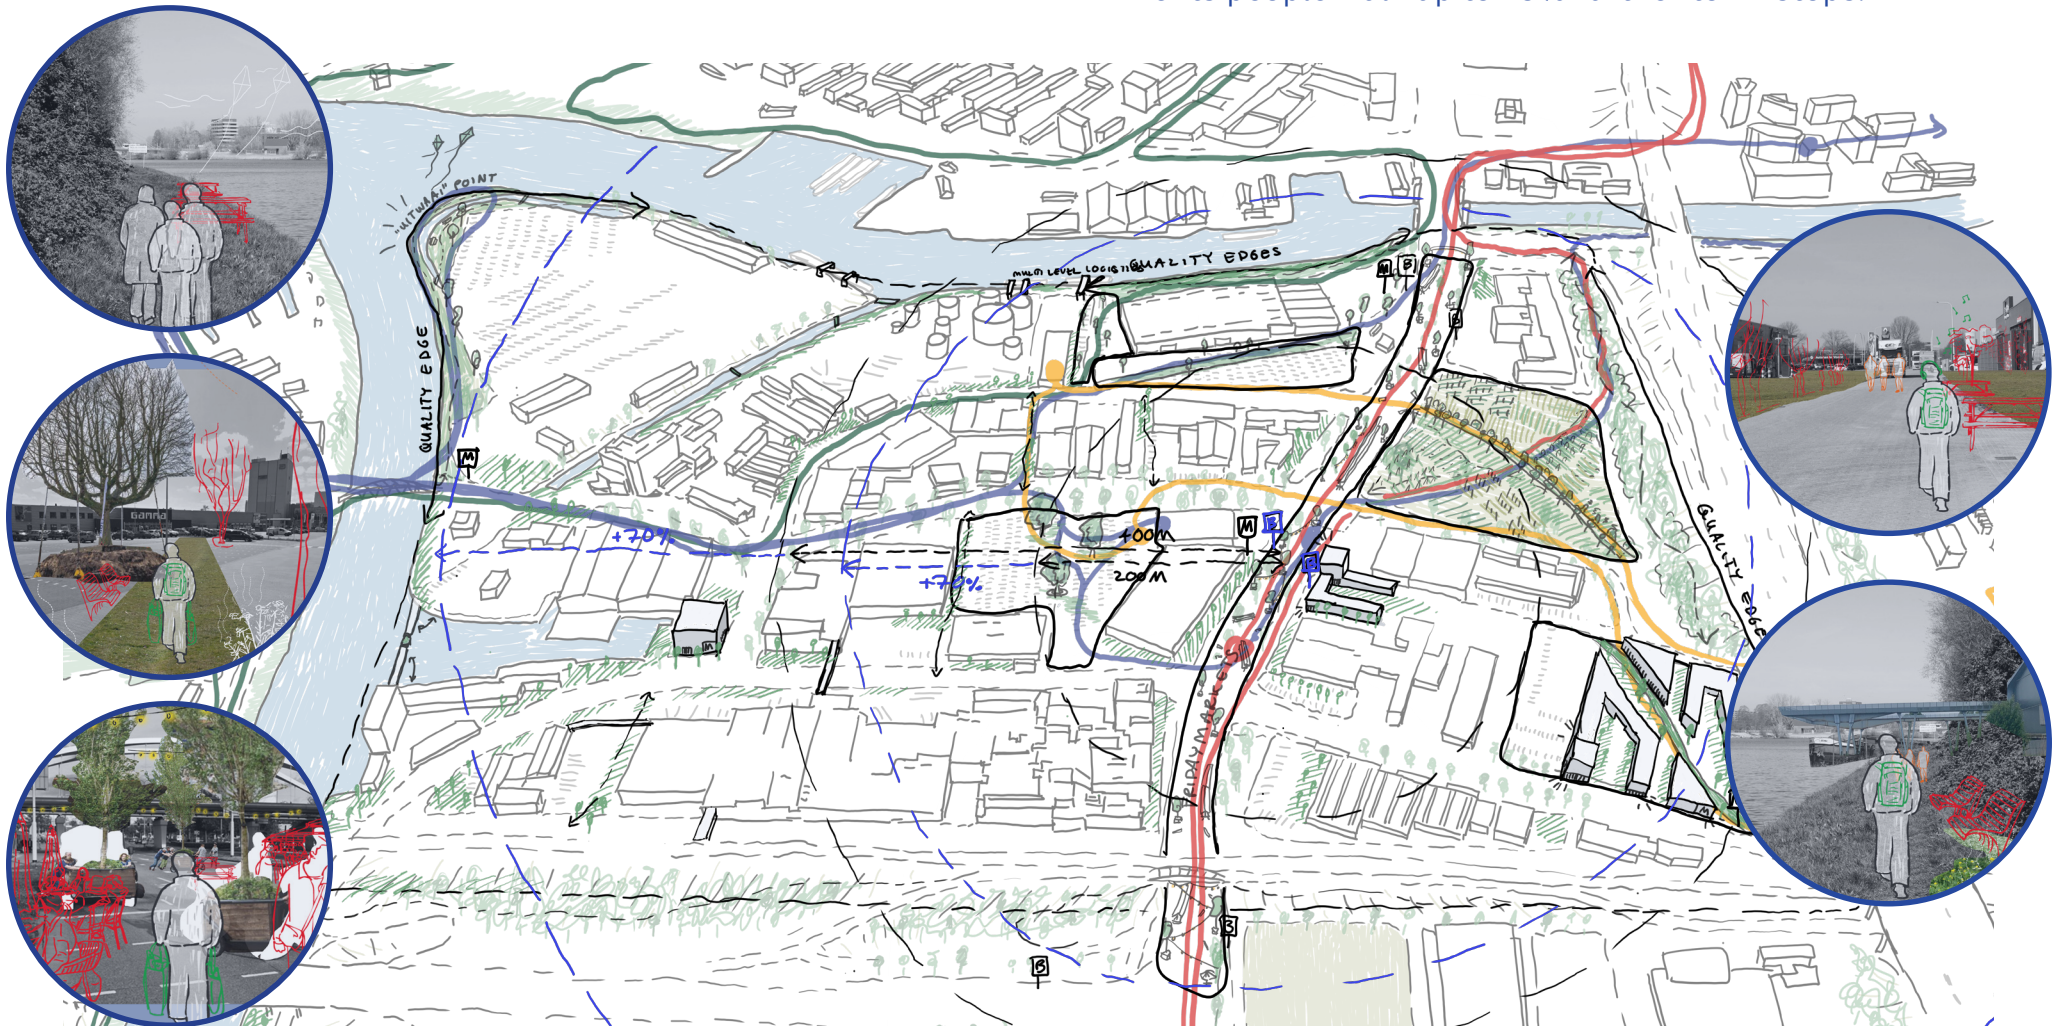 "UITWAAI" POINT
QUALITY EDGES
MULTI LEVEL LOGISTICS
M
B
B
QUALITY EDGE
M
GAMMA
+70%
400M
M
B
B
200M
+70%
QUALITY EDGE
FRIDAY MARKETS
M
M
B
B